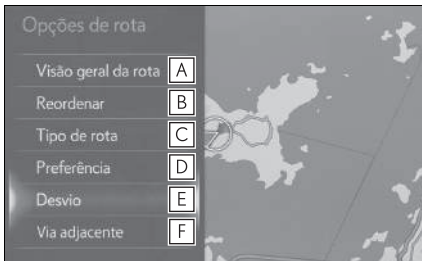 Opções de rota
Visão geral da rota A
Reordenar B
Tipo de rota C
Preferência D
Desvio E
Via adjacente F